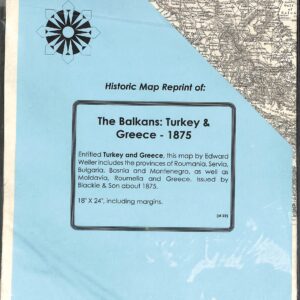 Historic Map Reprint of:
The Balkans: Turkey &
Greece - 1875
Entitled Turkey and Greece, this map by Edward
Weller includes the provinces of Roumania, Servia,
Bulgaria, Bosnia and Montenegro, as well as
Moldavia, Roumelia and Greece. Issued by
Blackie & Son about 1875.
18" X 24", including margins.